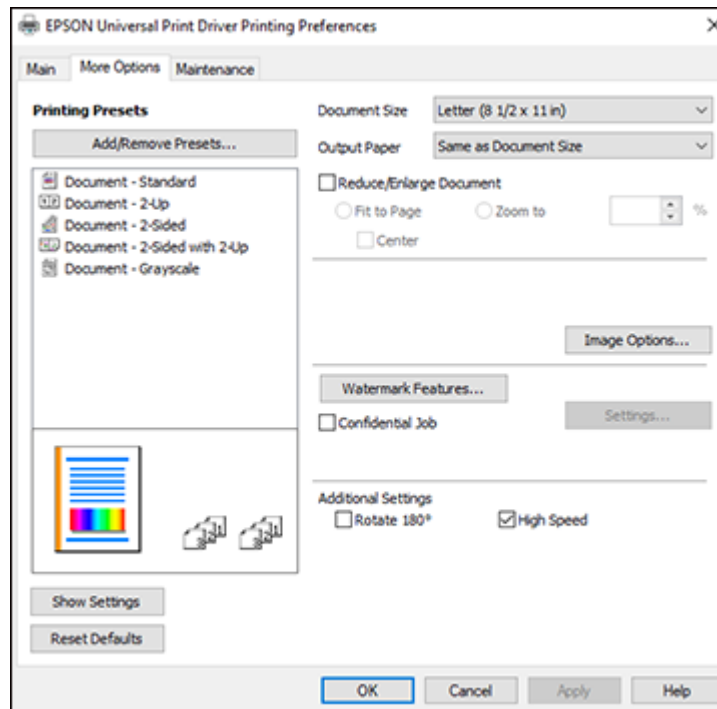 EPSON Universal Print Driver Printing Preferences
Main
More Options
Maintenance
Printing Presets
Add/Remove Presets...
Document - Standard
Document - 2-Up
Document - 2-Sided
Document - 2-Sided with 2-Up
Document - Grayscale
Show Settings
Reset Defaults
Document Size
Letter (8 1/2 x 11 in)
Output Paper
Same as Document Size
Reduce/Enlarge Document
Fit to Page
Zoom to
%
Center
Image Options...
Watermark Features...
Confidential Job
Settings...
Additional Settings
Rotate 180°
High Speed
OK
Cancel
Apply
Help